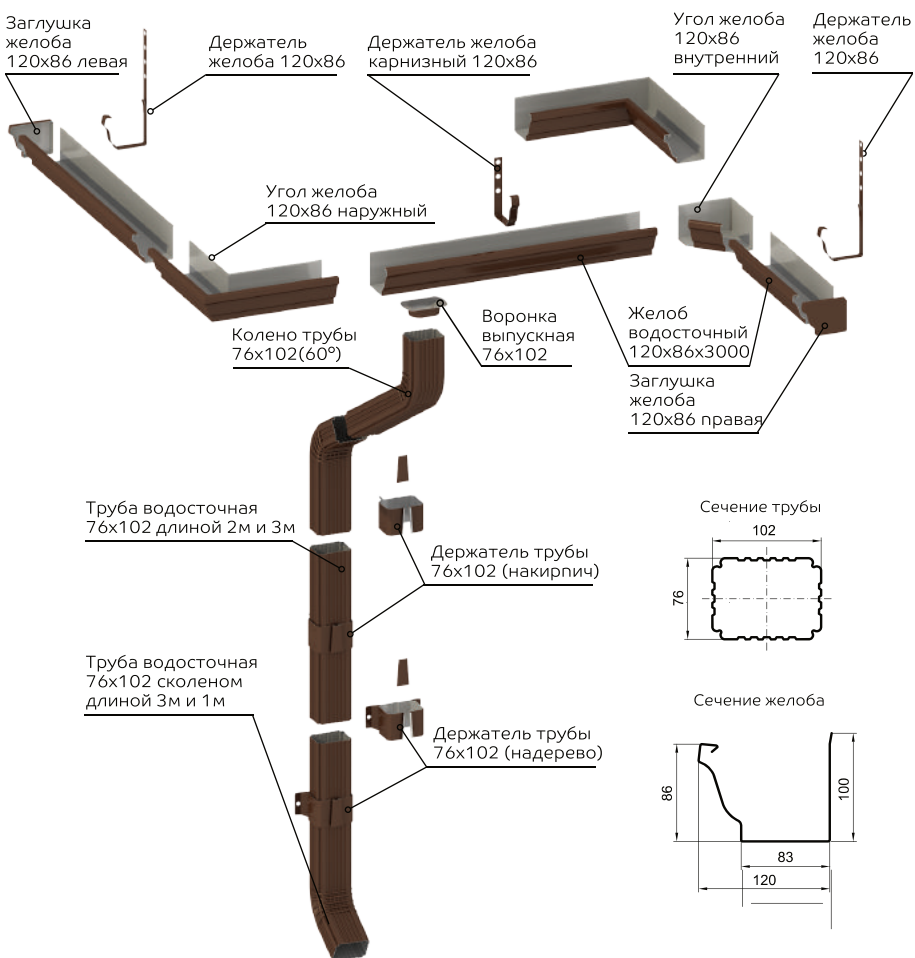 Заглушка
желоба
120х86 левая
Держатель
желоба 120х86
Держатель желоба
карнизный 120х86
Угол желоба
120х86
внутренний
Держатель
желоба
120х86
Угол желоба
120х86 наружный
Колено трубы
76х102(60°)
Воронка
выпускная
76х102
Желоб
водосточный
120х86х3000
Заглушка
желоба
120х86 правая
Труба водосточная
76х102 длиной 2м и 3м
Держатель трубы
76х102 (накирпич)
Труба водосточная
76х102 сколеном
длиной 3м и 1м
Держатель трубы
76х102 (надерево)
Сечение трубы
102
76
Сечение желоба
86
100
83
120